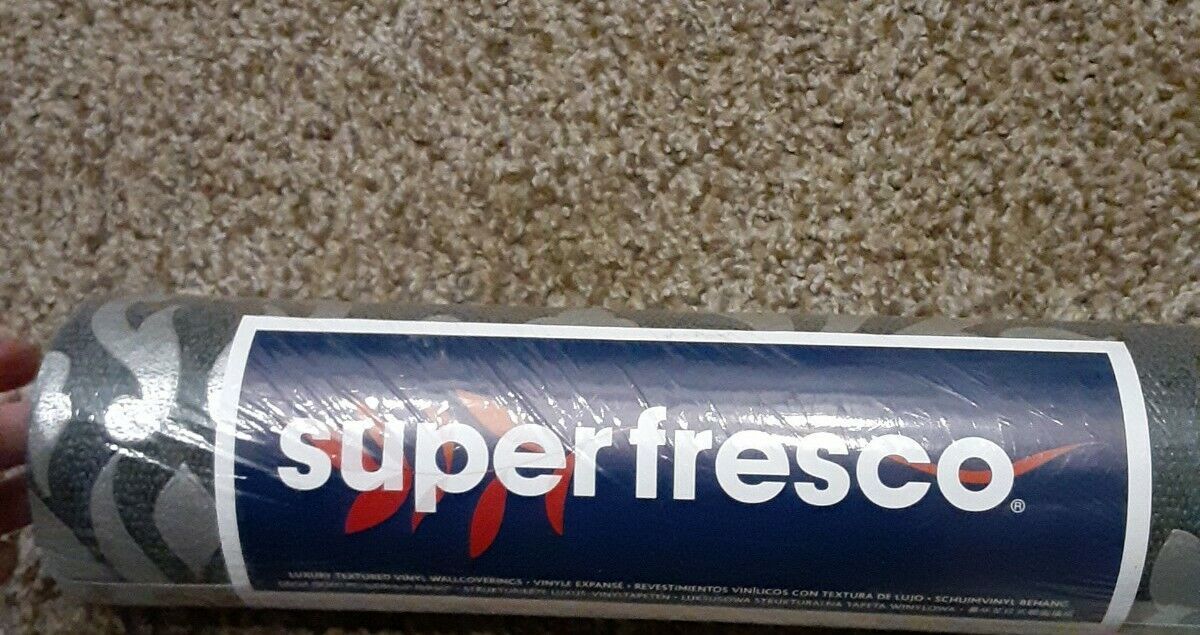 superfresco®
LUXURY TEXTURED VINYL WALLCOVERINGS • VINYLE EXPANSÉ • REVESTIMIENTOS VINÍLICOS CON TEXTURA DE LUJO • SCHUIMVINYL BEHANG
STRUKTURIERTE LUXUS-VINYLTAPETEN • LUKSUSOWA STRUKTURALNA TAPETA WINYLOWA •